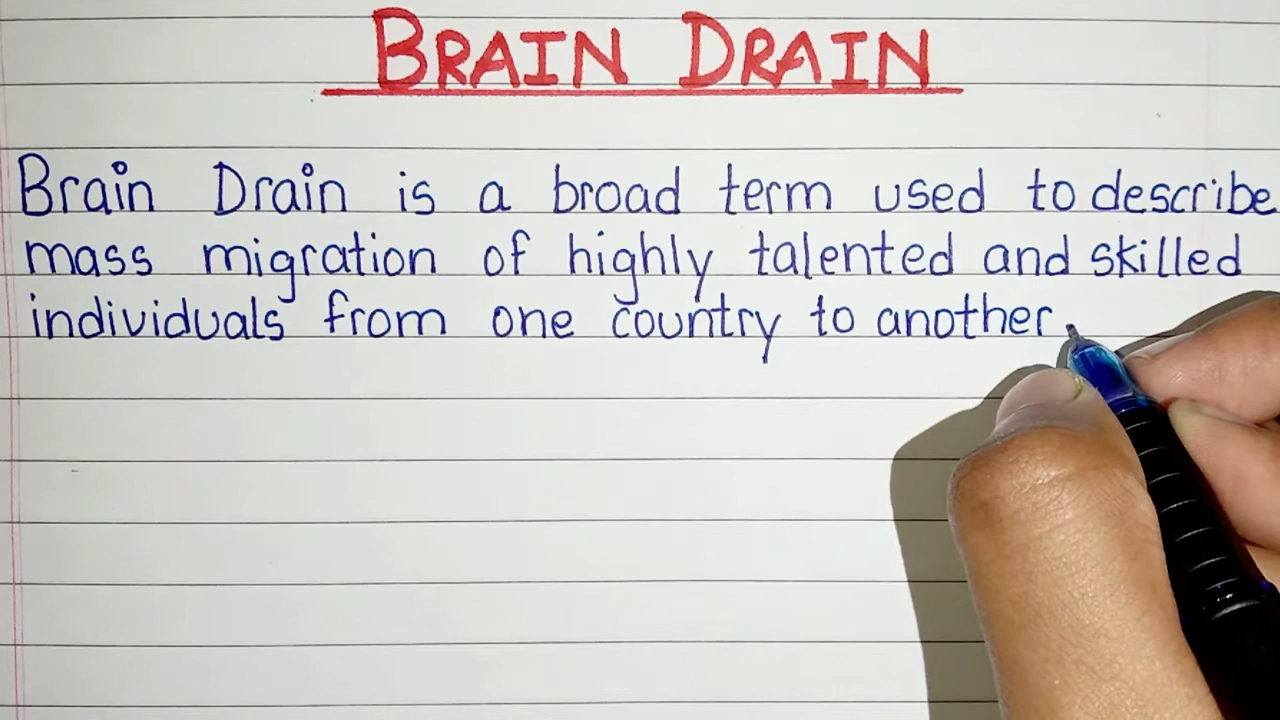 BRAIN DRAIN
Brain Drain is a broad term used to describe
mass migration of highly talented and skilled
individuals from one country to another.